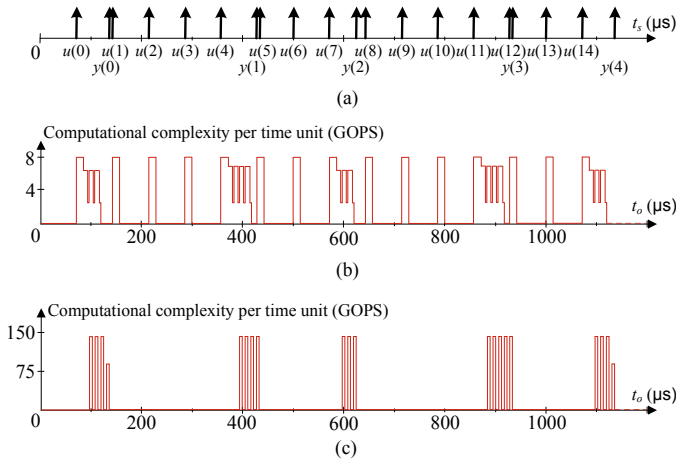 t_s (μs)
0 u(0) u(1) u(2) u(3) u(4) u(5) u(6) u(7) u(8) u(9) u(10) u(11) u(12) u(13) u(14)
y(0) y(1) y(2) y(3) y(4)
(a)
Computational complexity per time unit (GOPS)
8
4
t_o (μs)
0 200 400 600 800 1000
(b)
Computational complexity per time unit (GOPS)
150
75
t_o (μs)
0 200 400 600 800 1000
(c)